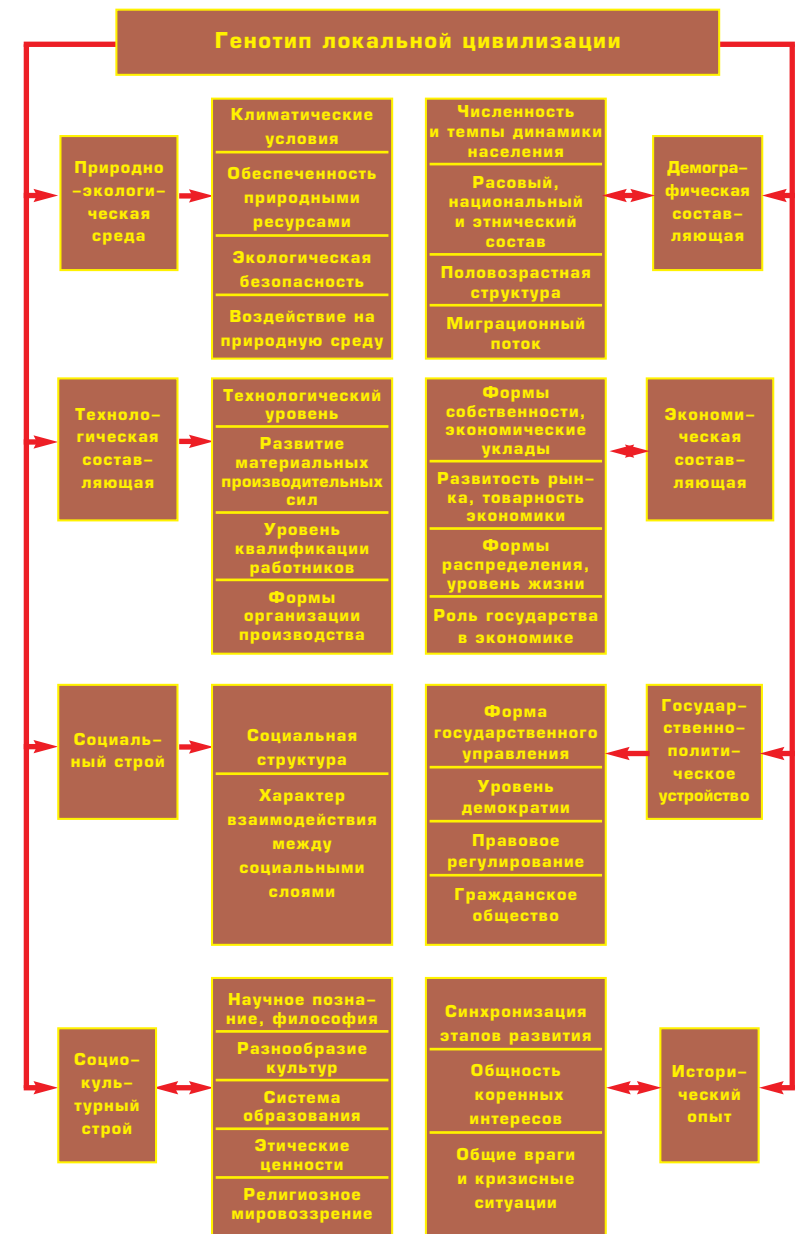 Генотип локальной цивилизации
Природно
–экологи–
ческая
среда
Климатические
условия
Обеспеченность
природными
ресурсами
Экологическая
безопасность
Воздействие на
природную среду
Численность
и темпы динамики
населения
Расовый,
национальный
и этнический
состав
Половозрастная
структура
Миграционный
поток
Демогра–
фическая
состав–
ляющая
Техноло–
гическая
состав–
ляющая
Технологический
уровень
Развитие
материальных
производительных
сил
Уровень
квалификации
работников
Формы
организации
производства
Формы
собственности,
экономические
уклады
Развитость рын–
ка, товарность
экономики
Формы
распределения,
уровень жизни
Роль государства
в экономике
Экономи–
ческая
состав–
ляющая
Социаль–
ный строй
Социальная
структура
Характер
взаимодействия
между
социальными
слоями
Форма
государственного
управления
Уровень
демократии
Правовое
регулирование
Гражданское
общество
Государ–
ственно–
полити–
ческое
устройство
Социо–
куль–
турный
строй
Научное позна–
ние, философия
Разнообразие
культур
Система
образования
Этические
ценности
Религиозное
мировоззрение
Синхронизация
этапов развития
Общность
коренных
интересов
Общие враги
и кризисные
ситуации
Истори–
ческий
опыт